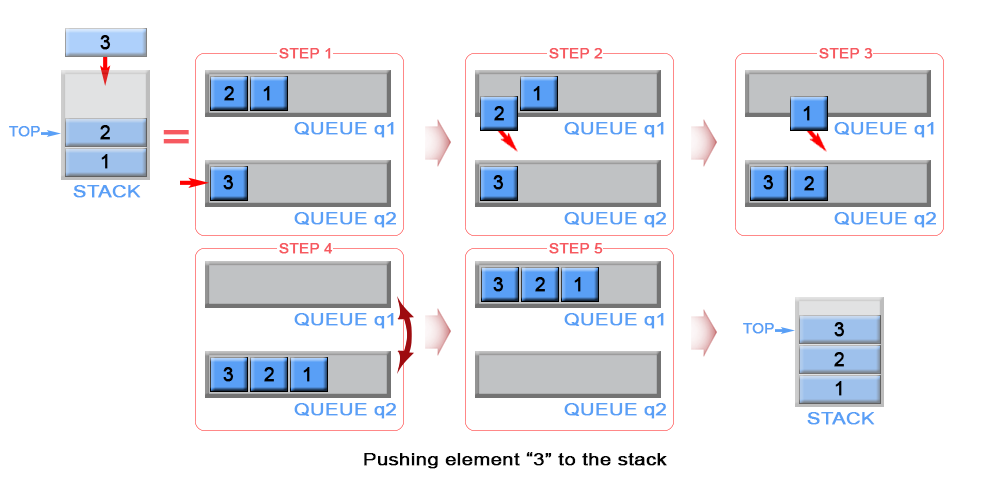 3
TOP
2
1
STACK
STEP 1
2 1
QUEUE q1
3
QUEUE q2
STEP 2
1
2
QUEUE q1
3
QUEUE q2
STEP 3
1
QUEUE q1
3 2
QUEUE q2
STEP 4
QUEUE q1
3 2 1
QUEUE q2
STEP 5
3 2 1
QUEUE q1
QUEUE q2
TOP
3
2
1
STACK
Pushing element “3” to the stack